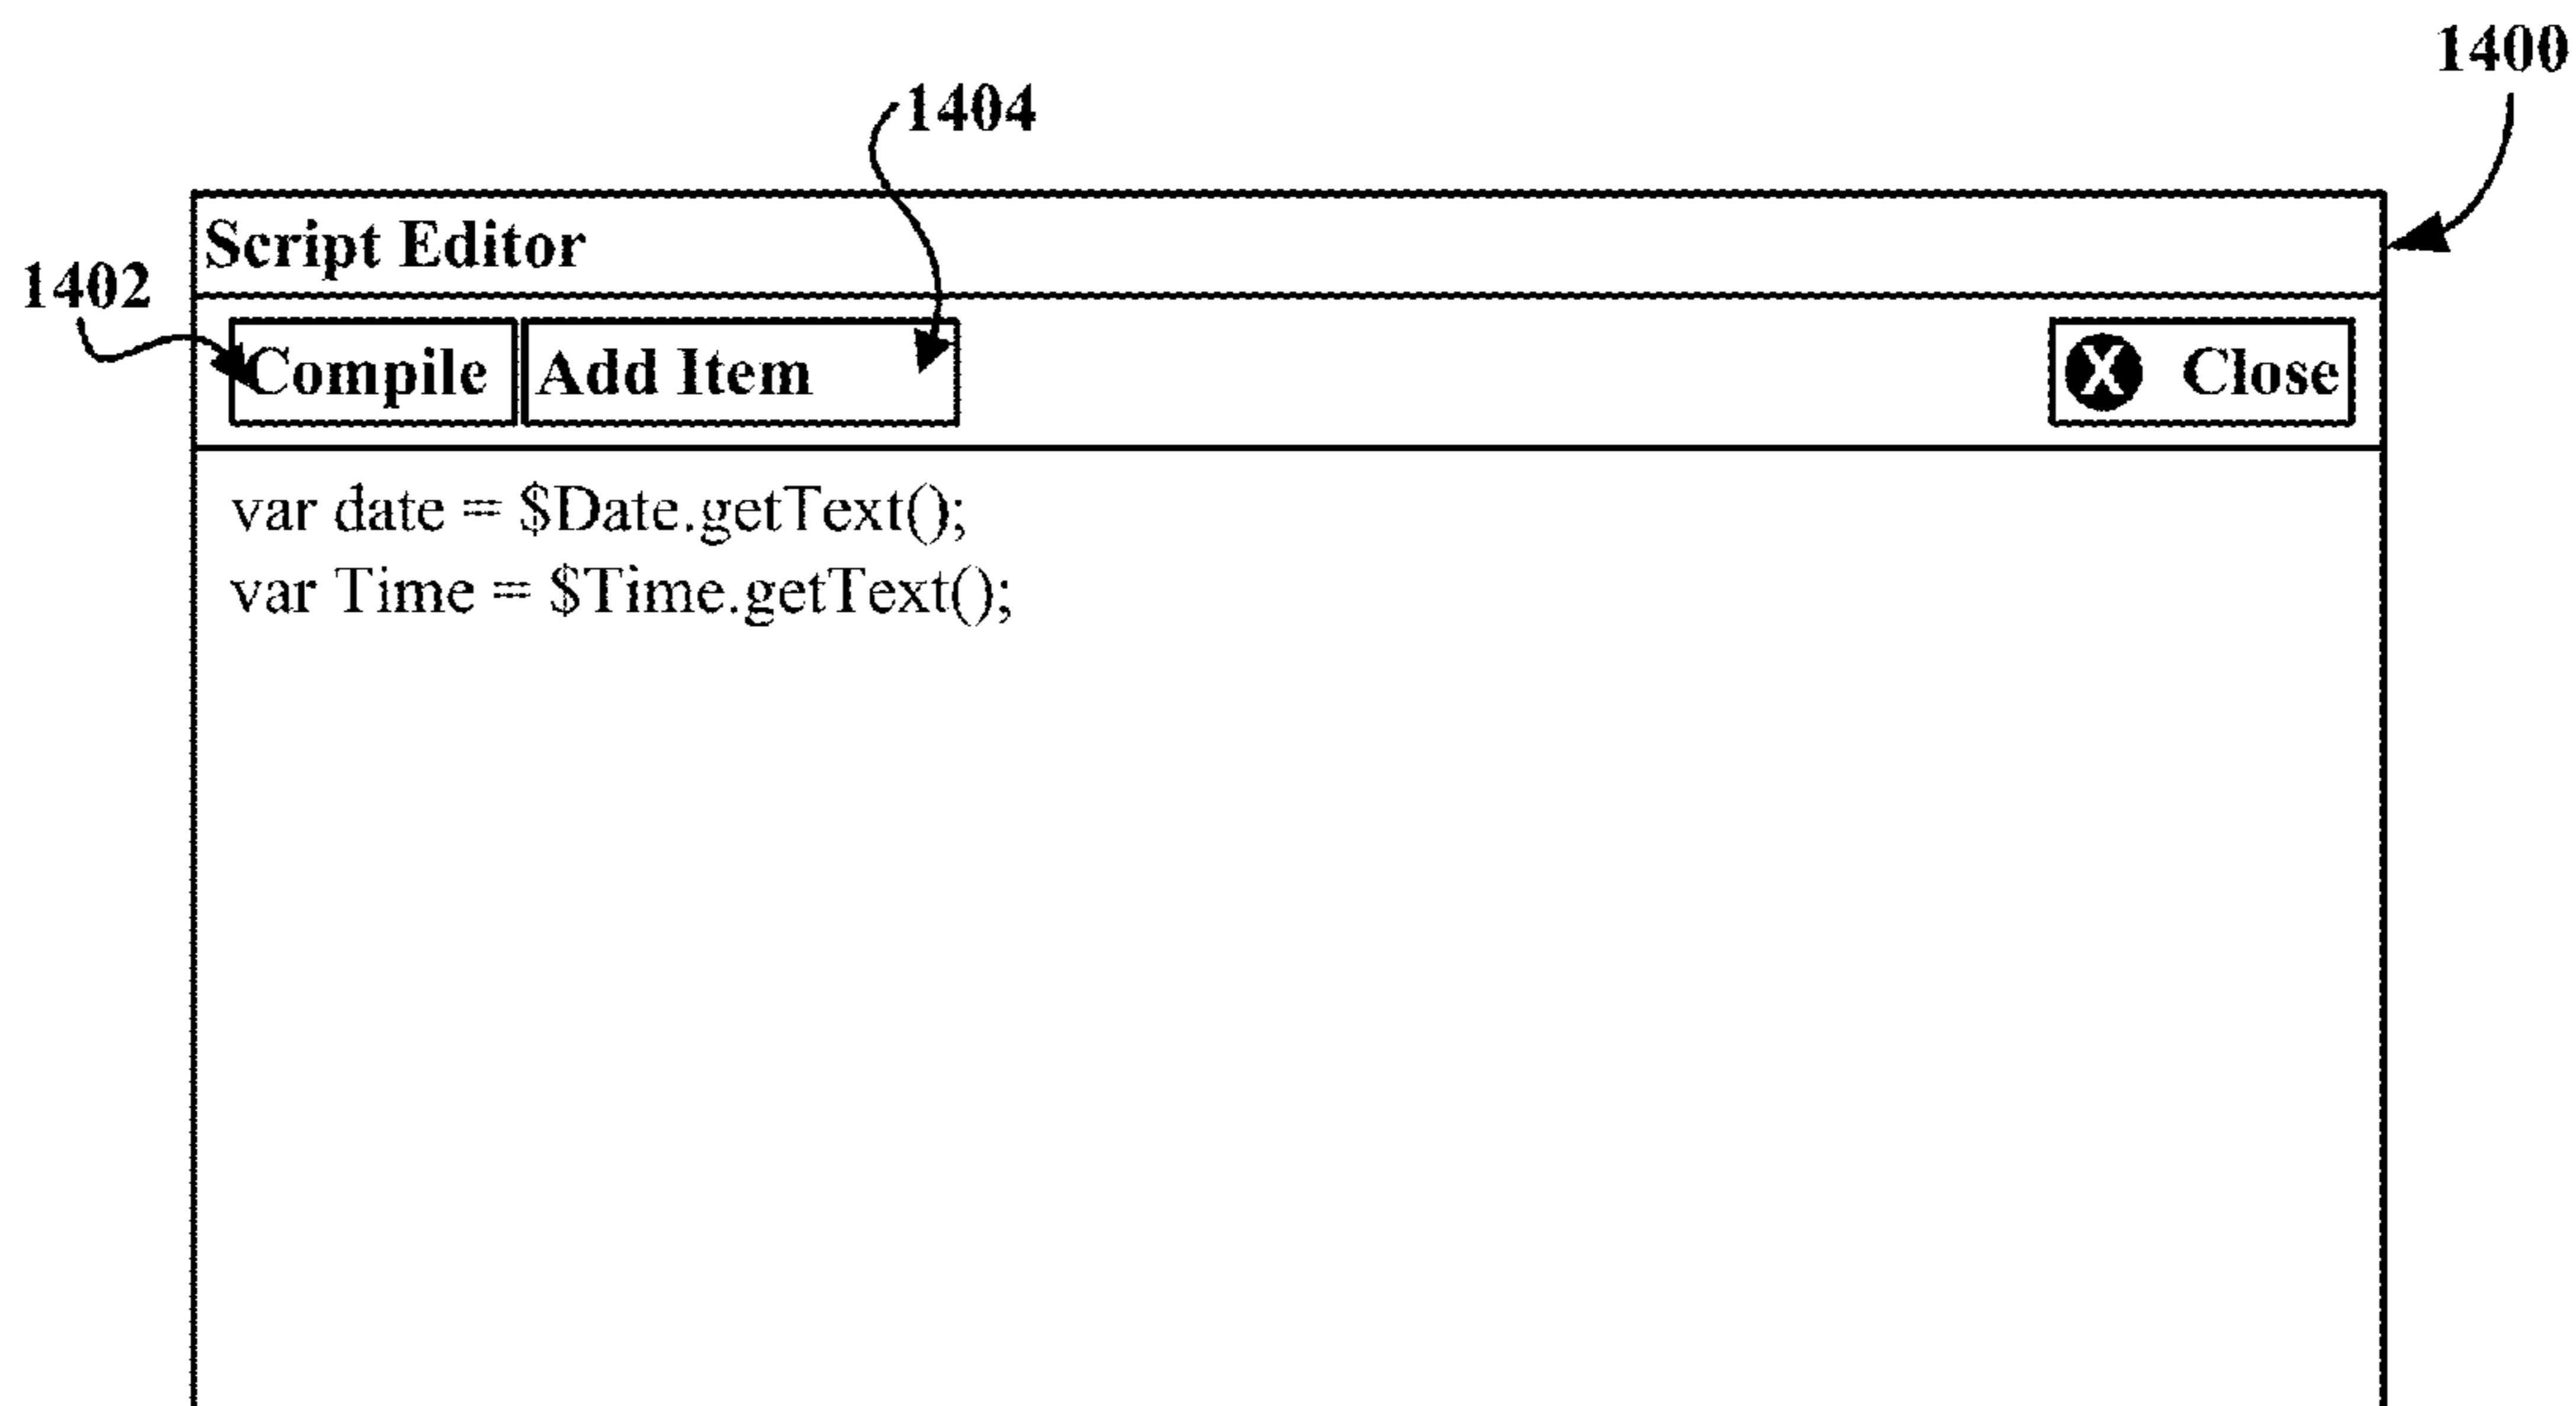 1400
1404
Script Editor
1402
Compile Add Item X Close
var date = $Date.getText();
var Time = $Time.getText();